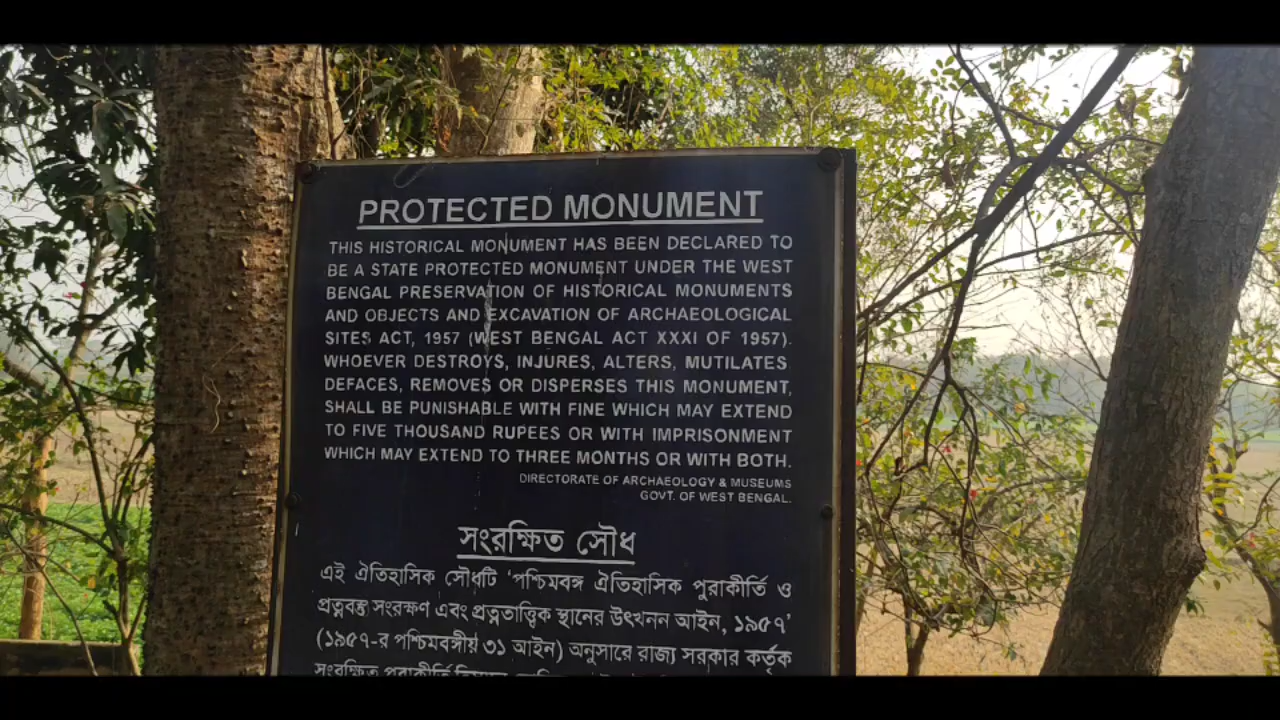 PROTECTED MONUMENT
THIS HISTORICAL MONUMENT HAS BEEN DECLARED TO
BE A STATE PROTECTED MONUMENT UNDER THE WEST
BENGAL PRESERVATION OF HISTORICAL MONUMENTS
AND OBJECTS AND EXCAVATION OF ARCHAEOLOGICAL
SITES ACT, 1957 (WEST BENGAL ACT XXXI OF 1957).
WHOEVER DESTROYS, INJURES, ALTERS, MUTILATES
DEFACES, REMOVES OR DISPERSES THIS MONUMENT,
SHALL BE PUNISHABLE WITH FINE WHICH MAY EXTEND
TO FIVE THOUSAND RUPEES OR WITH IMPRISONMENT
WHICH MAY EXTEND TO THREE MONTHS OR WITH BOTH.
DIRECTORATE OF ARCHAEOLOGY & MUSEUMS
GOVT. OF WEST BENGAL.
সংরক্ষিত সৌধ
এই ঐতিহাসিক সৌধটি ‘পশ্চিমবঙ্গ ঐতিহাসিক পুরাকীর্তি ও
প্রত্নবস্তু সংরক্ষণ এবং প্রত্নতাত্ত্বিক স্থানের উৎখনন আইন, ১৯৫৭’
(১৯৫৭-র পশ্চিমবঙ্গীয় ৩১ আইন) অনুসারে রাজ্য সরকার কর্তৃক
সংরক্ষিত পুরাকীর্তি